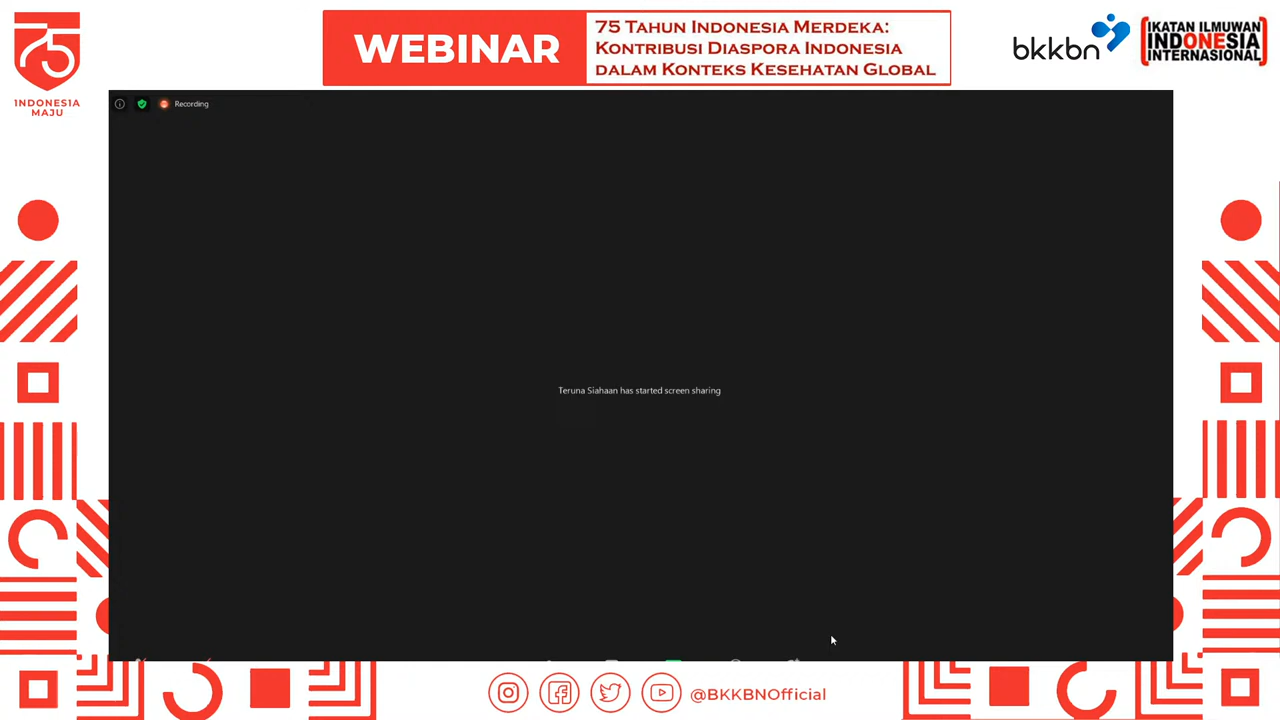 75
INDONESIA
MAJU
WEBINAR
75 TAHUN INDONESIA MERDEKA:
KONTRIBUSI DIASPORA INDONESIA
DALAM KONTEKS KESEHATAN GLOBAL
bkkbn
IKATAN ILMUWAN
INDONESIA
INTERNASIONAL
Recording
Teruna Siahaan has started screen sharing
@BKKBNOfficial